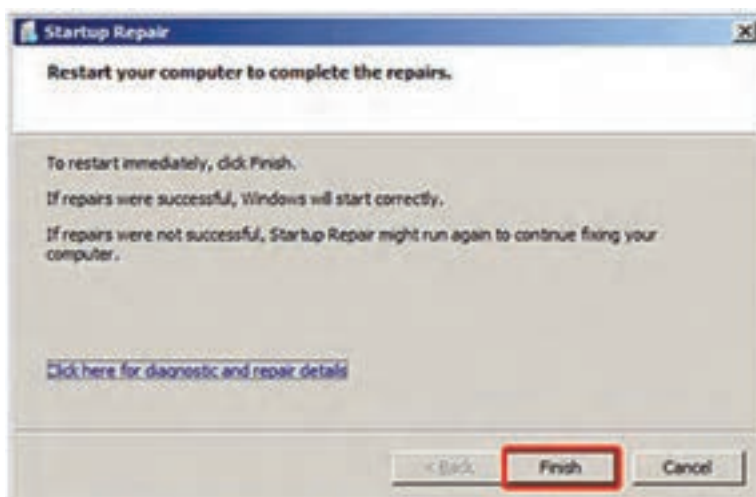 Startup Repair
Restart your computer to complete the repairs.
To restart immediately, click Finish.
If repairs were successful, Windows will start correctly.
If repairs were not successful, Startup Repair might run again to continue fixing your
computer.
Click here for diagnostic and repair details
< Back Finish Cancel